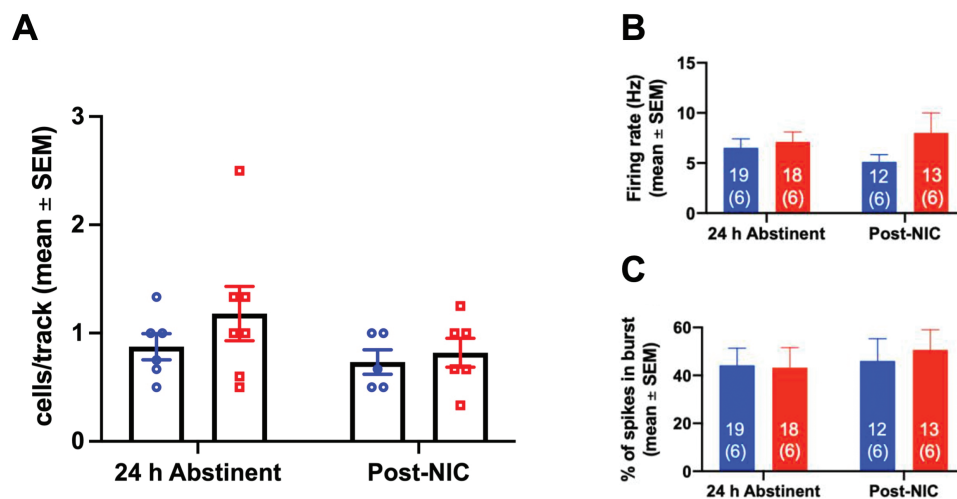 A
cells/track (mean ± SEM)
3
2
1
0
24 h Abstinent
Post-NIC
B
Firing rate (Hz)
(mean ± SEM)
15
10
5
0
19
(6)
18
(6)
12
(6)
13
(6)
24 h Abstinent
Post-NIC
C
% of spikes in burst
(mean ± SEM)
60
40
20
0
19
(6)
18
(6)
12
(6)
13
(6)
24 h Abstinent
Post-NIC